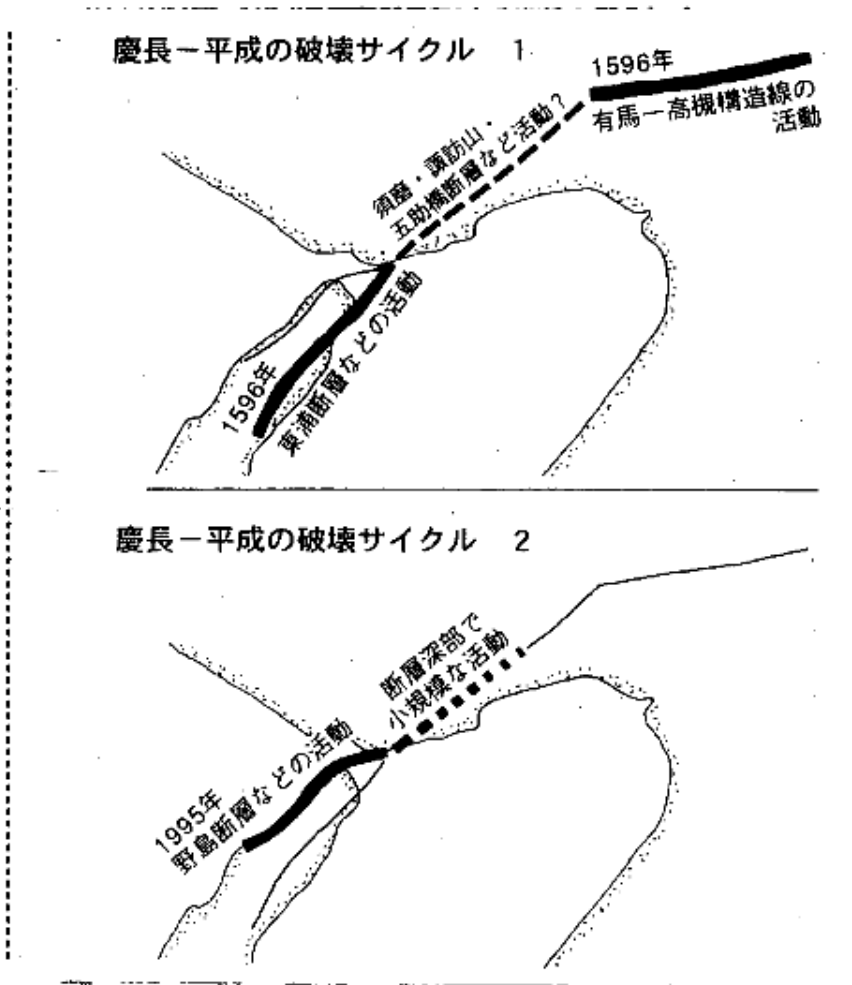 慶長－平成の破壊サイクル　1
1596年
有馬－高槻構造線の
活動
須磨・諏訪山・
五助橋断層など活動？
1596年
東浦断層などの活動
慶長－平成の破壊サイクル　2
断層深部で
小規模な活動
1995年
野島断層などの活動